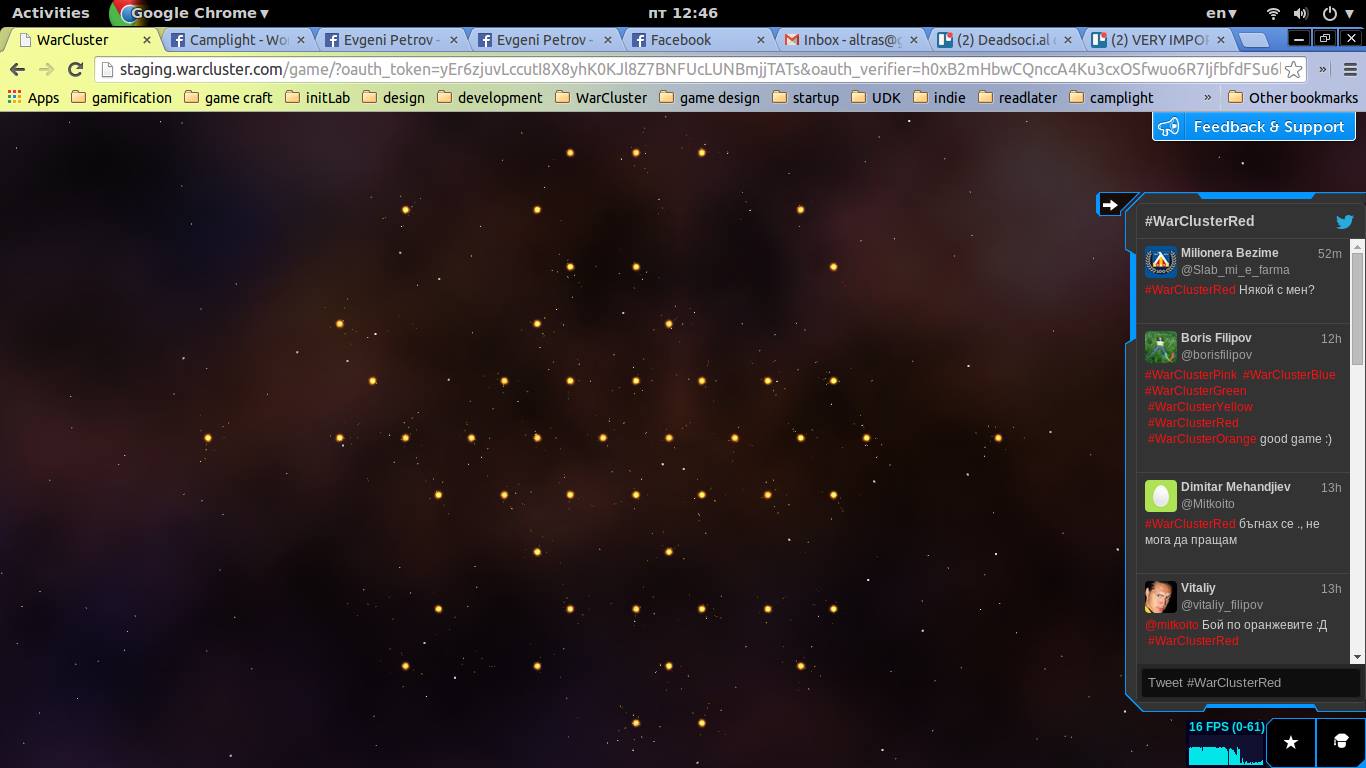 Activities
Google Chrome
пт 12:46
en
WarCluster
Camplight - Wo
Evgeni Petrov -
Evgeni Petrov -
Facebook
Inbox - altras@g
(2) Deadsoci.al
(2) VERY IMPOR
staging.warcluster.com/game/?oauth_token=yEr6zjuvLccutI8X8yhK0KJl8Z7BNFUcLUNBmjjTATs&oauth_verifier=h0xB2mHbwCQnccA4Ku3cxOSfwuo6R7IjfbfdFSu6
Apps
gamification
game craft
initLab
design
development
WarCluster
game design
startup
UDK
indie
readlater
camplight
»
Other bookmarks
Feedback & Support
#WarClusterRed
Milionera Bezime 52m
@Slab_mi_e_farma
#WarClusterRed Някой с мен?
Boris Filipov 12h
@borisfilipov
#WarClusterPink #WarClusterBlue
#WarClusterGreen
#WarClusterYellow
#WarClusterRed
#WarClusterOrange good game :)
Dimitar Mehandjiev 13h
@Mitkoito
#WarClusterRed бъгнах се ., не
мога да пращам
Vitaliy 13h
@vitaliy_filipov
@mitkoito Бой по оранжевите :Д
#WarClusterRed
Tweet #WarClusterRed
16 FPS (0-61)